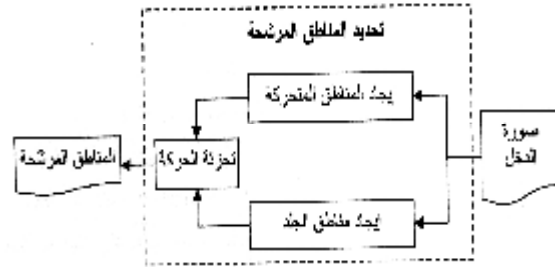 تحديد المناطق المرشحة
إيجاد المناطق المتحركة
صورة
الدخل
تجزئة الحركة
المناطق المرشحة
إيجاد مناطق الجلد